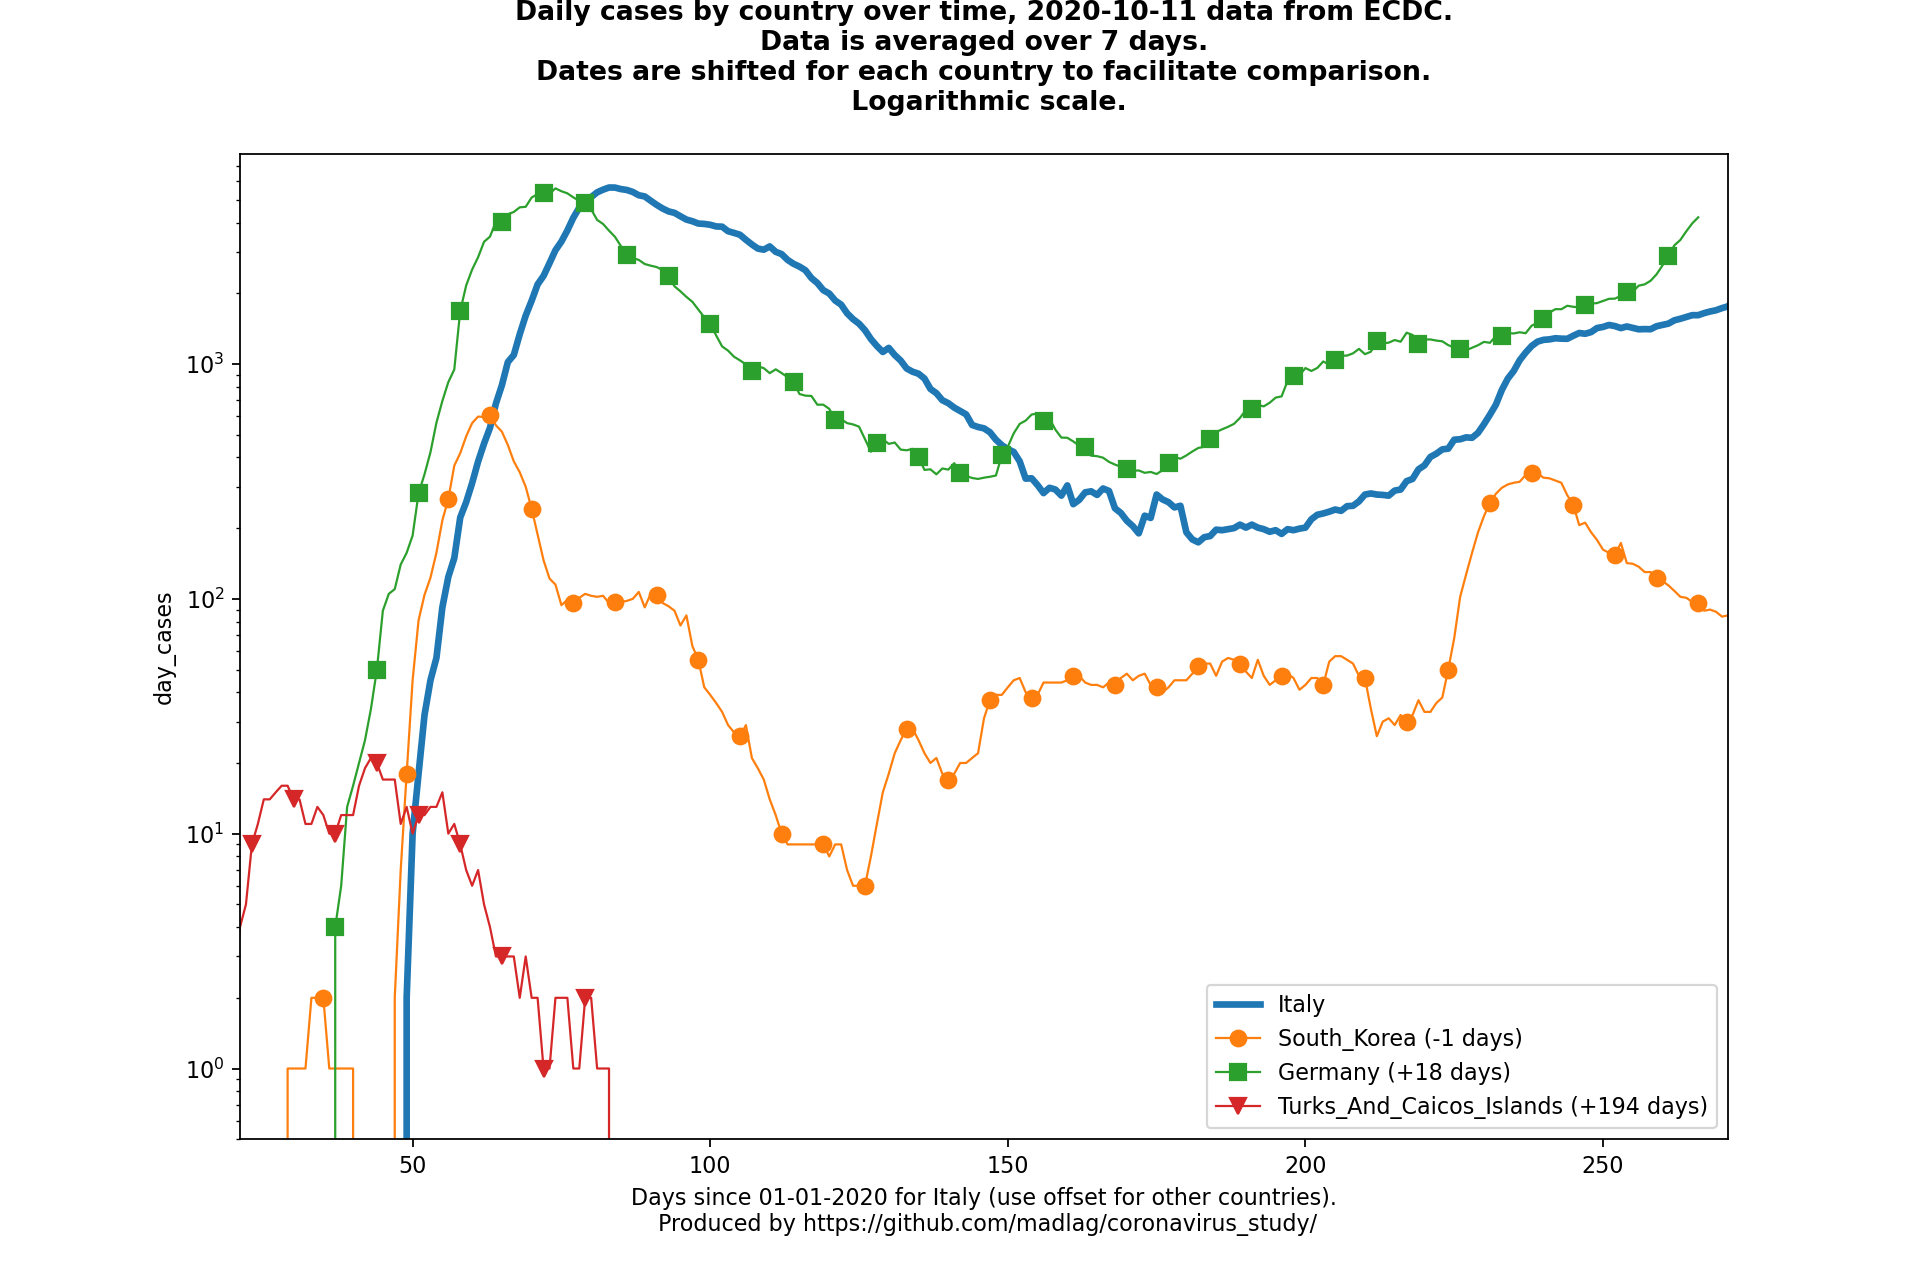 Daily cases by country over time, 2020-10-11 data from ECDC.
Data is averaged over 7 days.
Dates are shifted for each country to facilitate comparison.
Logarithmic scale.
day_cases
10³
10²
10¹
10⁰
50
100
150
200
250
Italy
South_Korea (-1 days)
Germany (+18 days)
Turks_And_Caicos_Islands (+194 days)
Days since 01-01-2020 for Italy (use offset for other countries).
Produced by https://github.com/madlag/coronavirus_study/